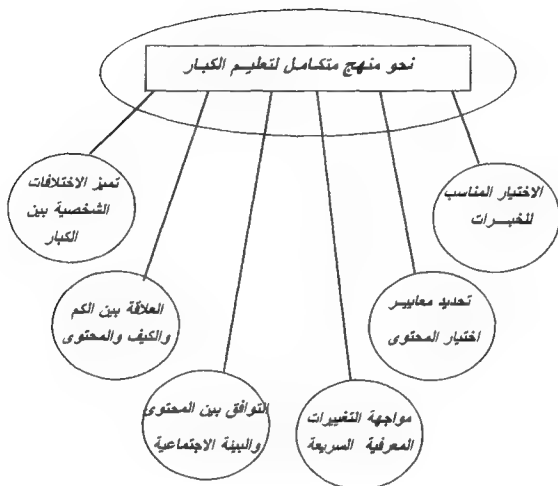 نحو منهج متكامل لتعليم الكبار
الاختيار المناسب
للخبرات
تحديد معايير
اختيار المحتوى
مواجهة التغييرات
المعرفية السريعة
التوافق بين المحتوى
والبيئة الاجتماعية
العلاقة بين الكم
والكيف والمحتوى
تميز الاختلافات
الشخصية بين
الكبار